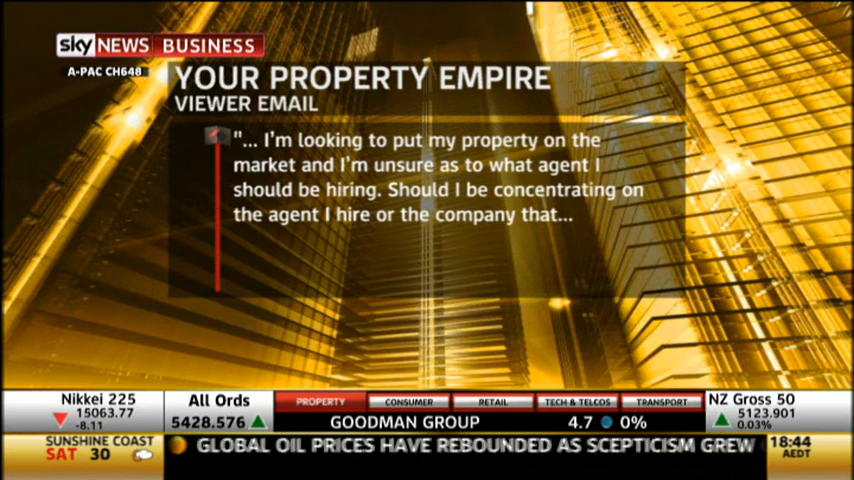 sky NEWS BUSINESS
A-PAC CH648
YOUR PROPERTY EMPIRE
VIEWER EMAIL
"... I'm looking to put my property on the
market and I'm unsure as to what agent I
should be hiring. Should I be concentrating on
the agent I hire or the company that...
Nikkei 225
15063.77
-8.11
All Ords
5428.576
PROPERTY CONSUMER RETAIL TECH & TELCOS TRANSPORT
GOODMAN GROUP 4.7 0%
NZ Gross 50
5123.901
0.03%
SUNSHINE COAST
SAT 30
GLOBAL OIL PRICES HAVE REBOUNDED AS SCEPTICISM GREW
18:44
AEDT